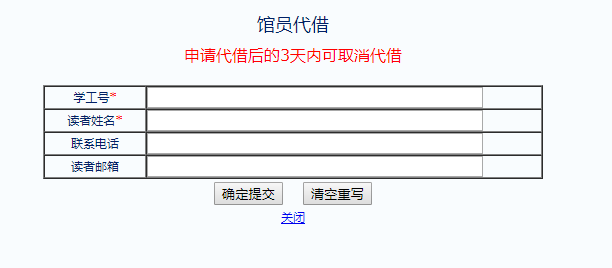 馆员代借
申请代借后的3天内可取消代借
学工号*
读者姓名*
联系电话
读者邮箱
确定提交 清空重写
关闭